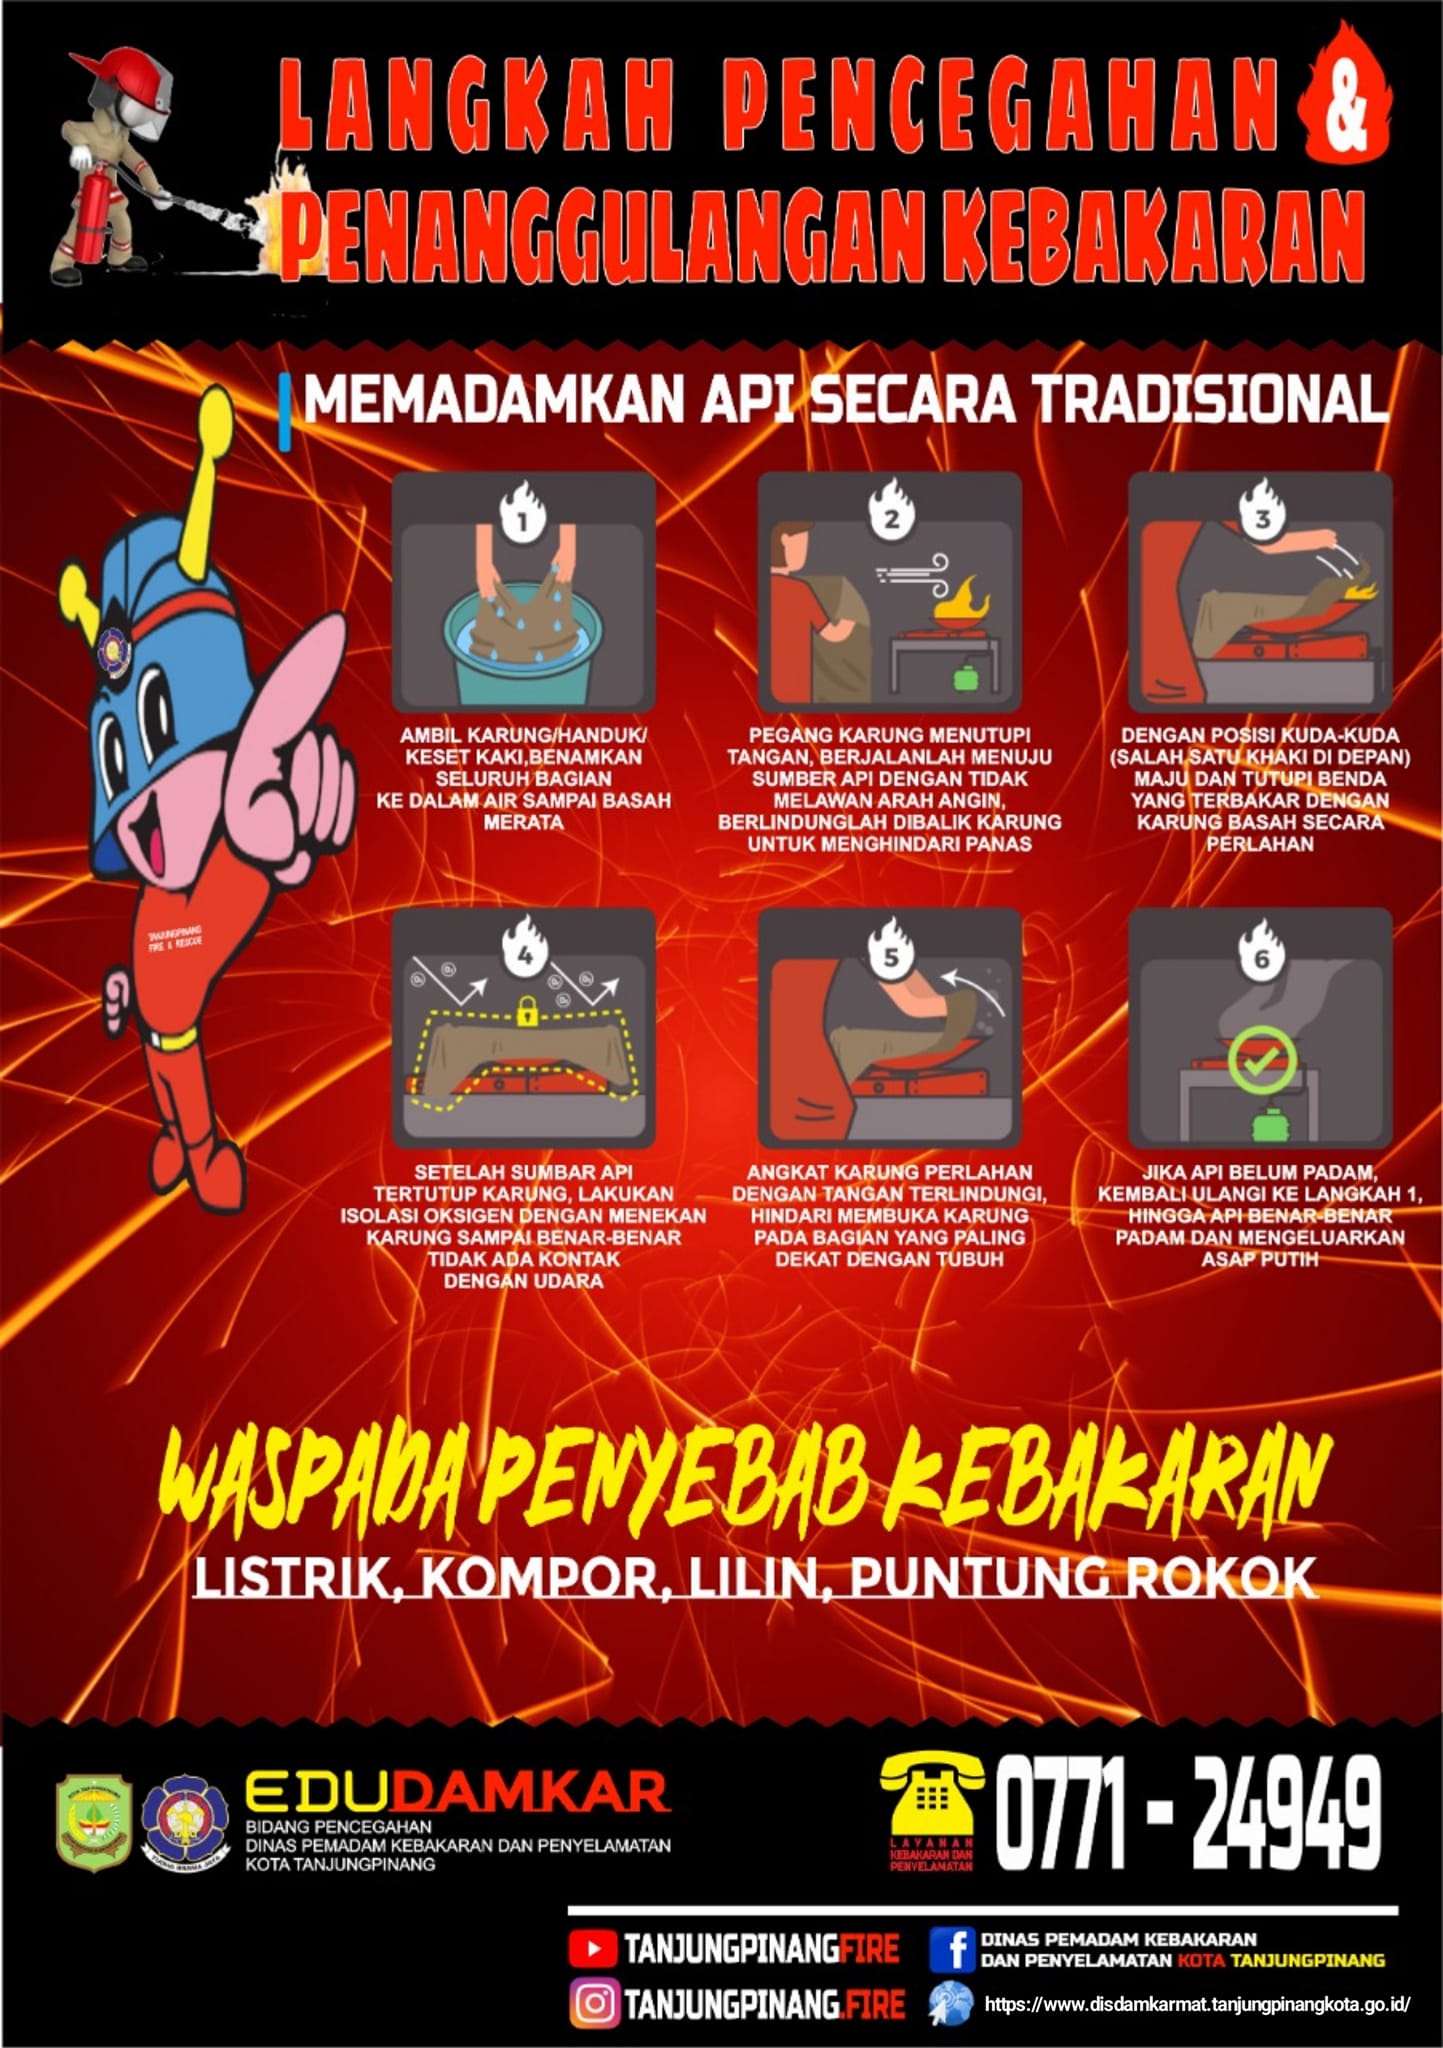 LANGKAH PENCEGAHAN &
PENANGGULANGAN KEBAKARAN
MEMADAMKAN API SECARA TRADISIONAL
1
AMBIL KARUNG/HANDUK/
KESET KAKI,BENAMKAN
SELURUH BAGIAN
KE DALAM AIR SAMPAI BASAH
MERATA
2
PEGANG KARUNG MENUTUPI
TANGAN, BERJALANLAH MENUJU
SUMBER API DENGAN TIDAK
MELAWAN ARAH ANGIN,
BERLINDUNGLAH DIBALIK KARUNG
UNTUK MENGHINDARI PANAS
3
DENGAN POSISI KUDA-KUDA
(SALAH SATU KHAKI DI DEPAN)
MAJU DAN TUTUPI BENDA
YANG TERBAKAR DENGAN
KARUNG BASAH SECARA
PERLAHAN
TANJUNGPINANG
FIRE & RESCUE
4
SETELAH SUMBAR API
TERTUTUP KARUNG, LAKUKAN
ISOLASI OKSIGEN DENGAN MENEKAN
KARUNG SAMPAI BENAR-BENAR
TIDAK ADA KONTAK
DENGAN UDARA
5
ANGKAT KARUNG PERLAHAN
DENGAN TANGAN TERLINDUNGI,
HINDARI MEMBUKA KARUNG
PADA BAGIAN YANG PALING
DEKAT DENGAN TUBUH
6
JIKA API BELUM PADAM,
KEMBALI ULANGI KE LANGKAH 1,
HINGGA API BENAR-BENAR
PADAM DAN MENGELUARKAN
ASAP PUTIH
WASPADA PENYEBAB KEBAKARAN
LISTRIK, KOMPOR, LILIN, PUNTUNG ROKOK
EDUDAMKAR
BIDANG PENCEGAHAN
DINAS PEMADAM KEBAKARAN DAN PENYELAMATAN
KOTA TANJUNGPINANG
LAYANAN
KEBAKARAN DAN
PENYELAMATAN
0771 - 24949
TANJUNGPINANGFIRE
DINAS PEMADAM KEBAKARAN
DAN PENYELAMATAN KOTA TANJUNGPINANG
TANJUNGPINANG.FIRE
https://www.disdamkarmat.tanjungpinangkota.go.id/